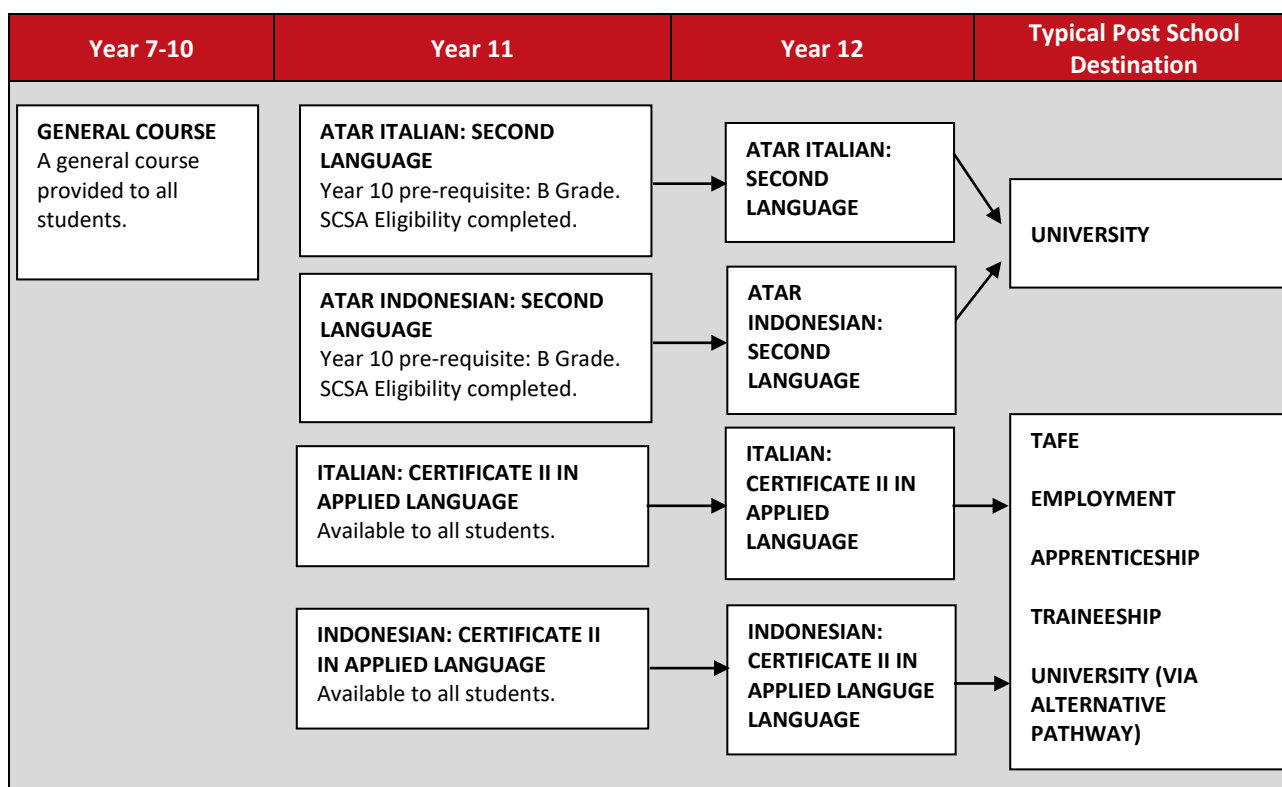 Year 7-10
Year 11
Year 12
Typical Post School
Destination
GENERAL COURSE
A general course
provided to all
students.
ATAR ITALIAN: SECOND
LANGUAGE
Year 10 pre-requisite: B Grade.
SCSA Eligibility completed.
ATAR ITALIAN:
SECOND
LANGUAGE
UNIVERSITY
ATAR INDONESIAN: SECOND
LANGUAGE
Year 10 pre-requisite: B Grade.
SCSA Eligibility completed.
ATAR
INDONESIAN:
SECOND
LANGUAGE
ITALIAN: CERTIFICATE II IN
APPLIED LANGUAGE
Available to all students.
ITALIAN:
CERTIFICATE II IN
APPLIED
LANGUAGE
INDONESIAN: CERTIFICATE II
IN APPLIED LANGUAGE
Available to all students.
INDONESIAN:
CERTIFICATE II IN
APPLIED LANGUGE
LANGUAGE
TAFE
EMPLOYMENT
APPRENTICESHIP
TRAINEESHIP
UNIVERSITY (VIA
ALTERNATIVE
PATHWAY)